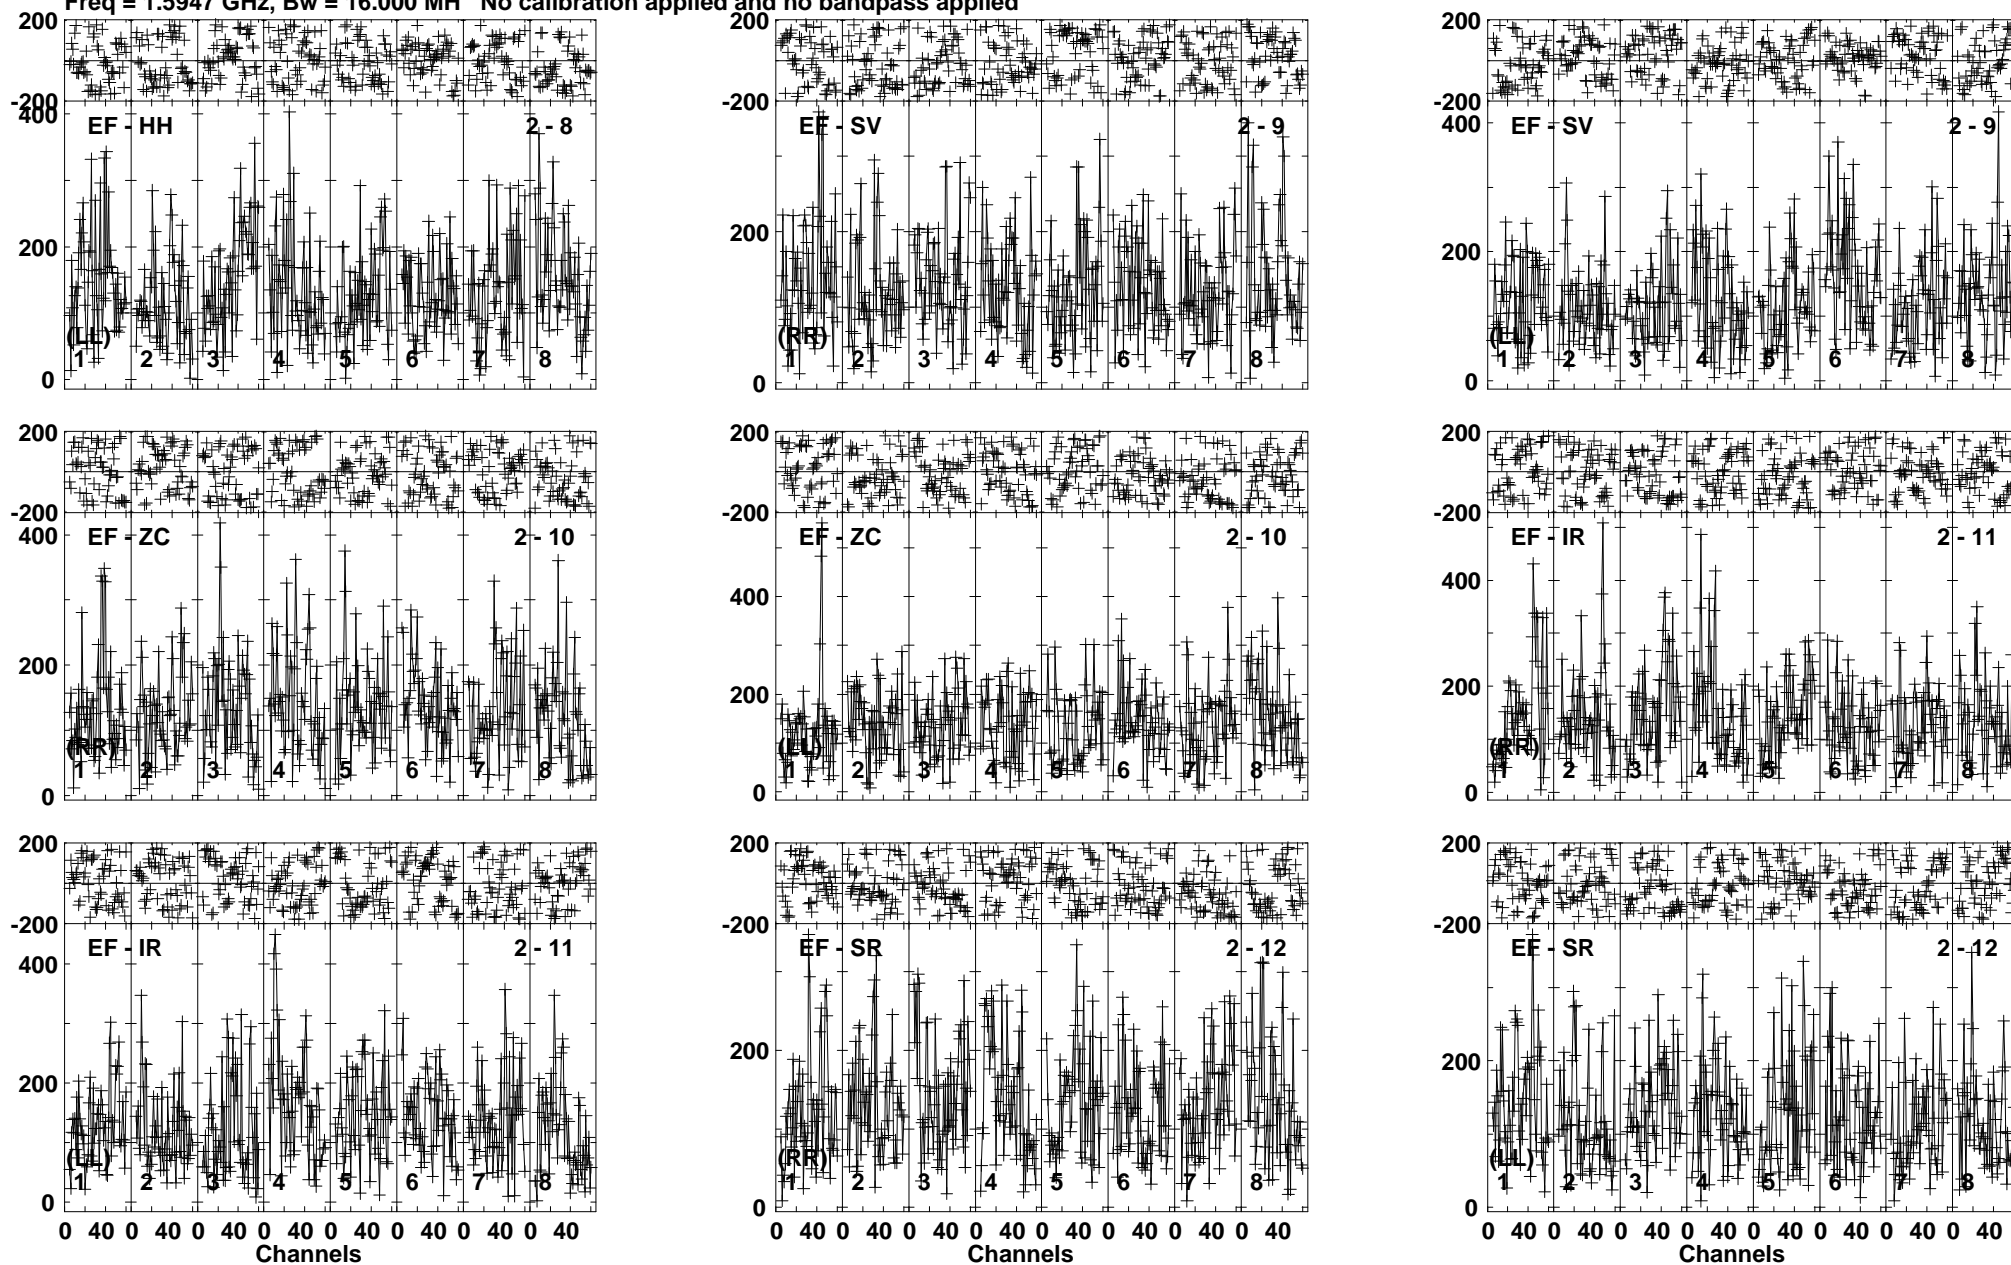 Freq = 1.5947 GHz, Bw = 16.000 MH No calibration applied and no bandpass applied
200 200 200
-200 -200 -200
400 EF - HH 2 - 8 EF - SV 2 - 9 400 EF - SV 2 - 9
200 200 200
(LL) (RR) (LL)
1 2 3 4 5 6 7 8 1 2 3 4 5 6 7 8 1 2 3 4 5 6 7 8
0 0 0
200 200 200
-200 -200 -200
400 EF - ZC 2 - 10 EF - ZC 2 - 10 EF - IR 2 - 11
400 400
200 200 200
(RR) (LL) (RR)
1 2 3 4 5 6 7 8 1 2 3 4 5 6 7 8 1 2 3 4 5 6 7 8
0 0 0
200 200 200
-200 -200 -200
EF - IR 2 - 11 EF - SR 2 - 12 EF - SR 2 - 12
400
200 200 200
(LL) (RR) (LL)
1 2 3 4 5 6 7 8 1 2 3 4 5 6 7 8 1 2 3 4 5 6 7 8
0 0 0
0 40 0 40 0 40 0 40 0 40 0 40 0 40 0 40 0 40 0 40 0 40 0 40 0 40 0 40 0 40 0 40 0 40 0 40 0 40 0 40 0 40 0 40 0 40 0 40
Channels Channels Channels